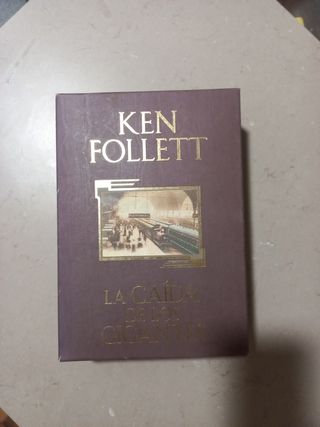 KEN
FOLLETT
LA CAÍDA
DE LOS
GIGANTES